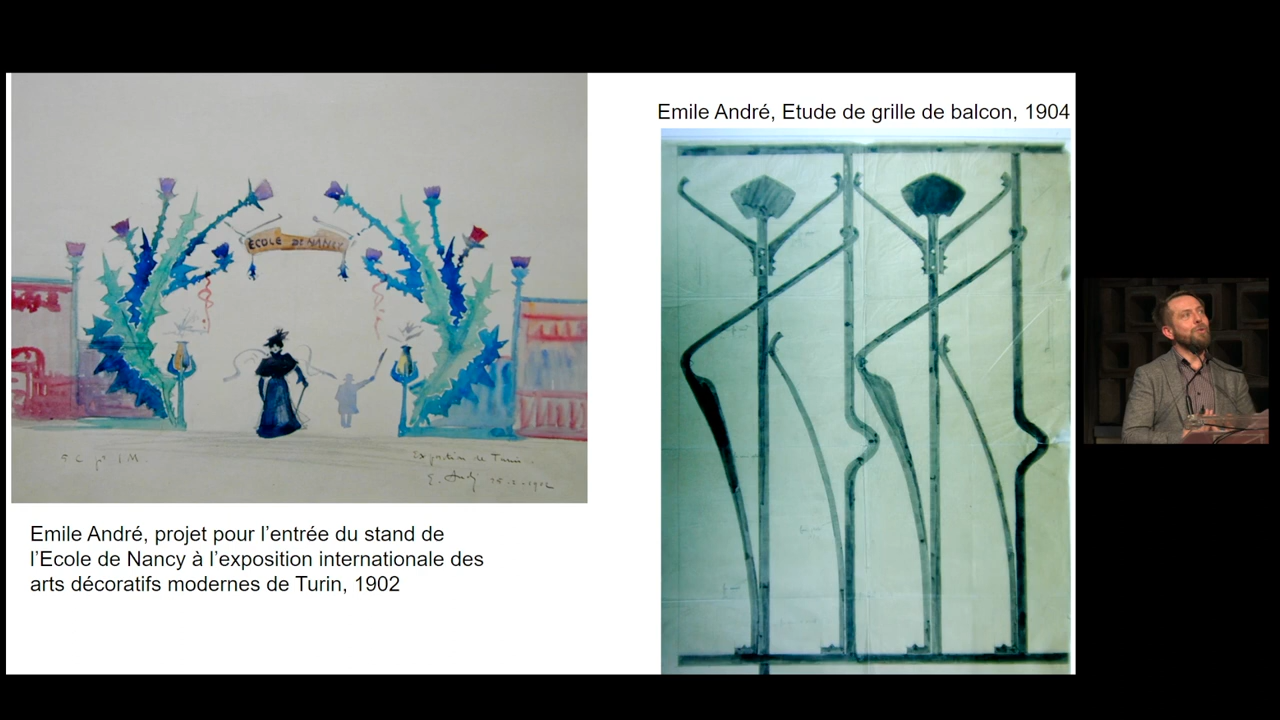 Emile André, Etude de grille de balcon, 1904
ECOLE DE NANCY
Exposition de Turin
Emile André, projet pour l'entrée du stand de
l'Ecole de Nancy à l'exposition internationale des
arts décoratifs modernes de Turin, 1902